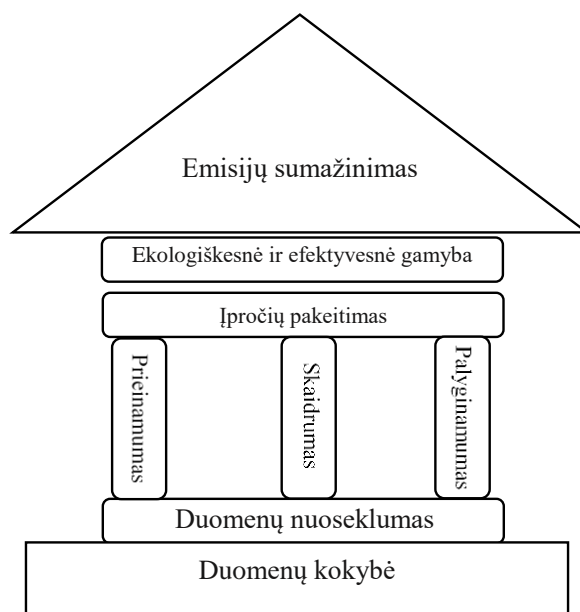 Emisijų sumažinimas
Ekologiškesnė ir efektyvesnė gamyba
Įpročių pakeitimas
Prieinamumas
Skaidrumas
Palyginamumas
Duomenų nuoseklumas
Duomenų kokybė